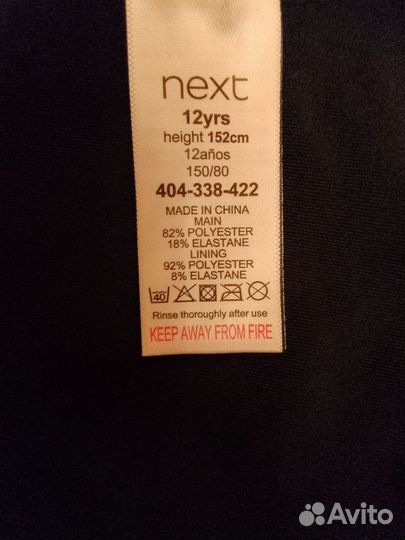 next
12yrs
height 152cm
12años
150/80
404-338-422
MADE IN CHINA
MAIN
82% POLYESTER
18% ELASTANE
LINING
92% POLYESTER
8% ELASTANE
40
Rinse thoroughly after use
KEEP AWAY FROM FIRE
Avito